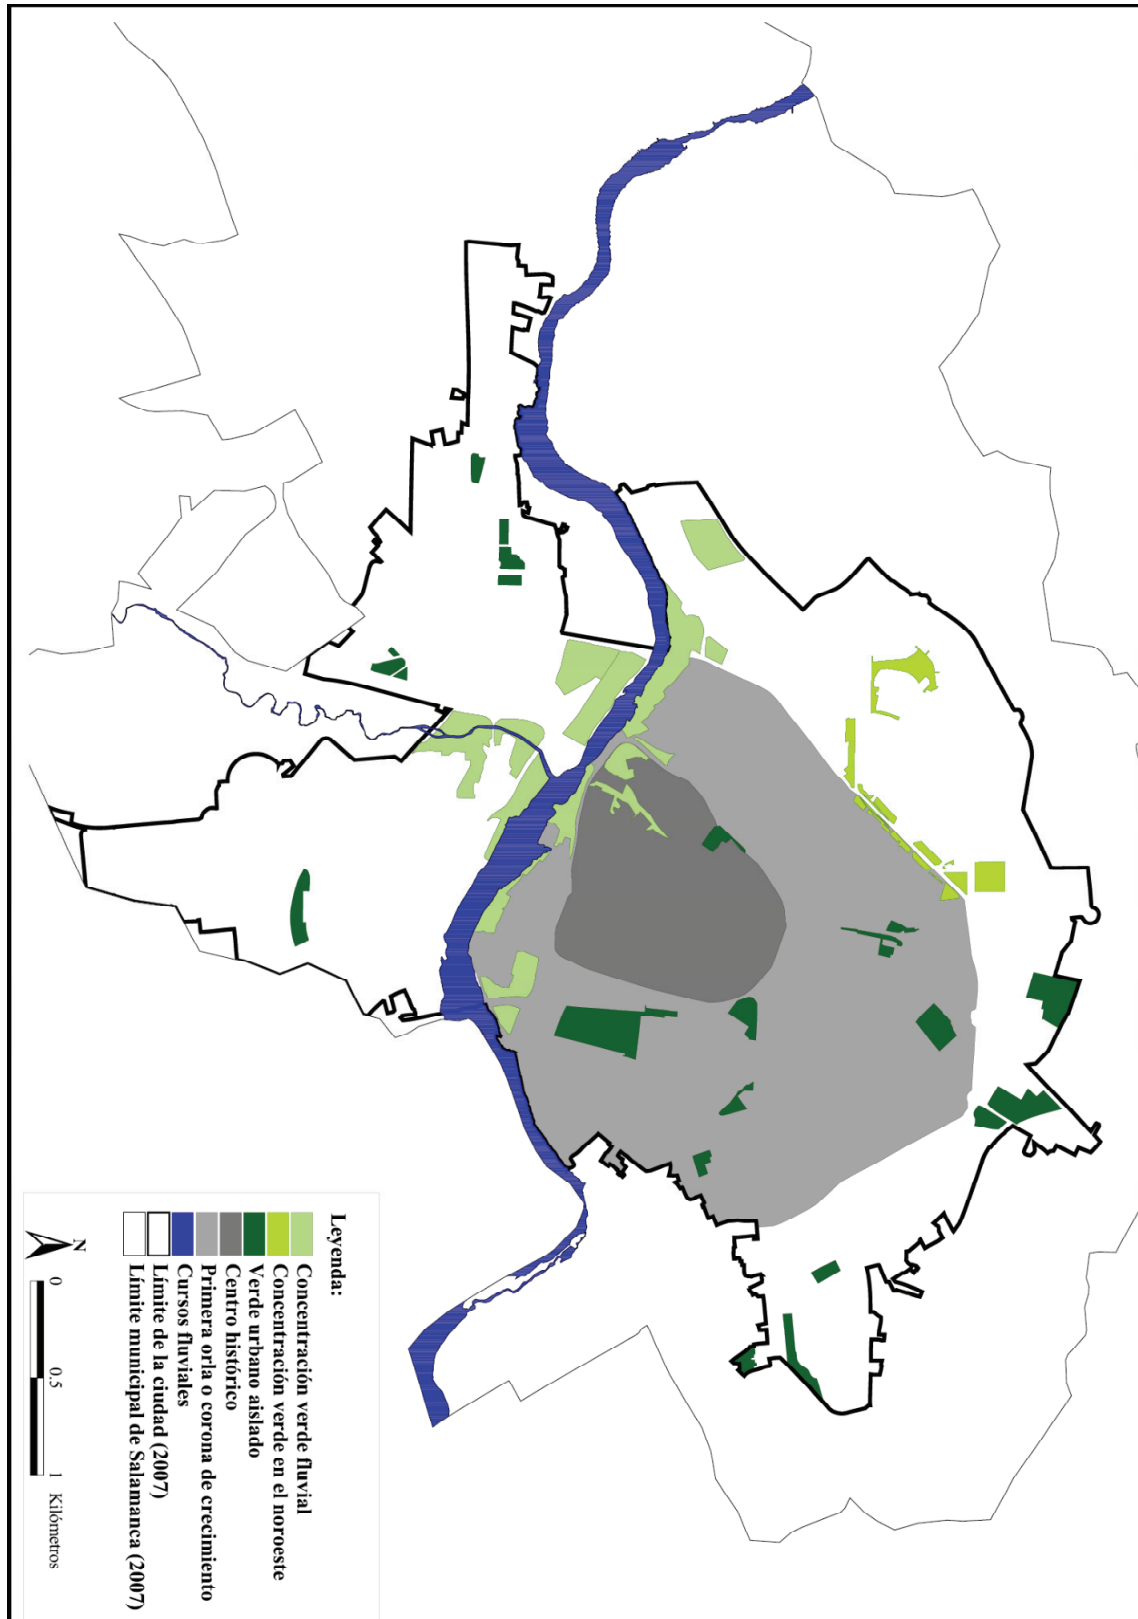 Leyenda:
Concentración verde fluvial
Concentración verde en el noroeste
Verde urbano aislado
Centro histórico
Primera orla o corona de crecimiento
Cursos fluviales
Límite de la ciudad (2007)
Límite municipal de Salamanca (2007)
N
0 0.5 1 Kilómetros